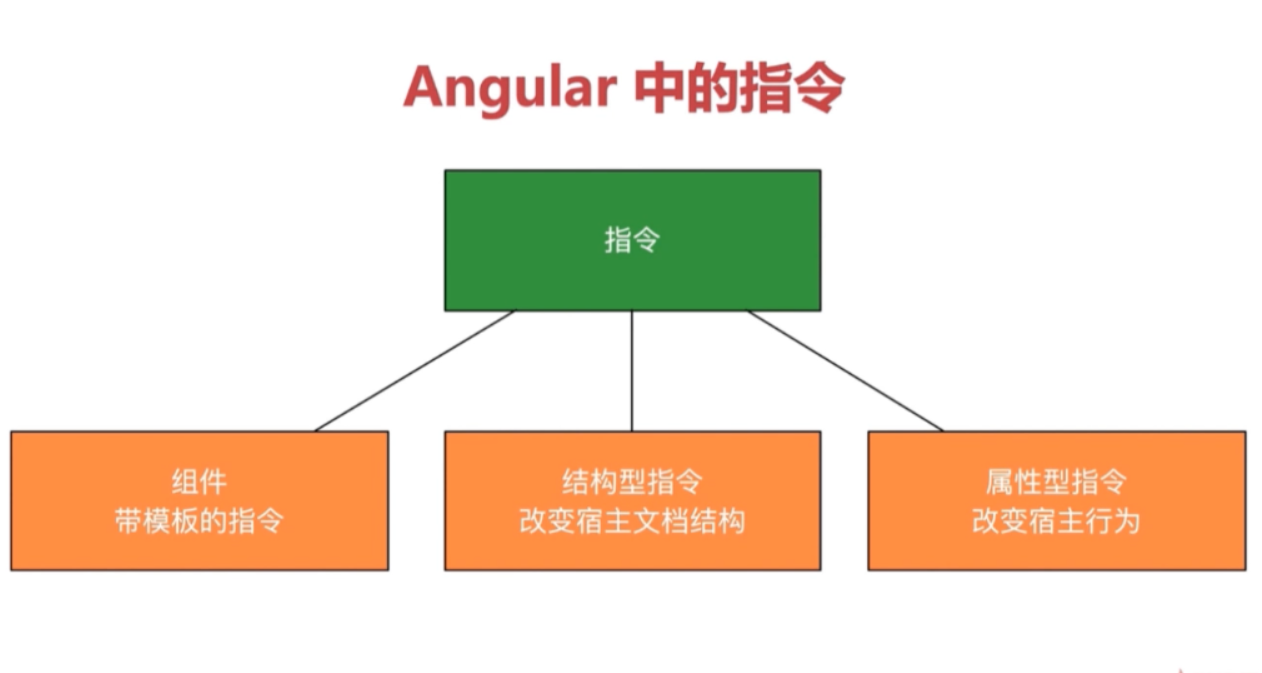 Angular 中的指令
指令
组件
带模板的指令
结构型指令
改变宿主文档结构
属性型指令
改变宿主行为